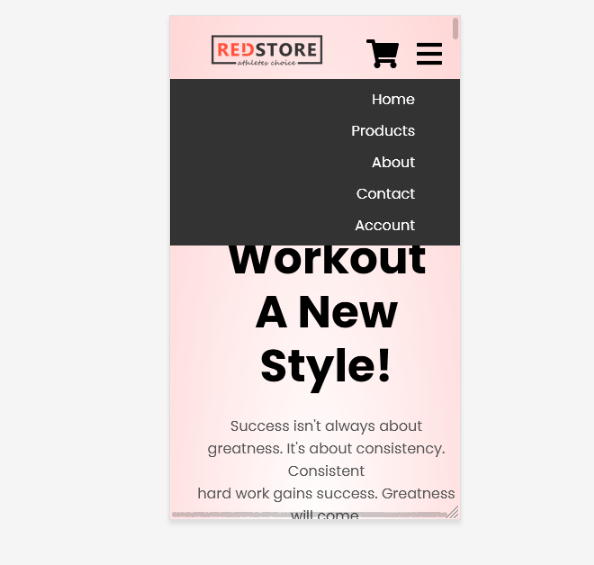 REDSTORE
athletes choice
Home
Products
About
Contact
Account
Workout
A New
Style!
Success isn't always about
greatness. It's about consistency.
Consistent
hard work gains success. Greatness
will come